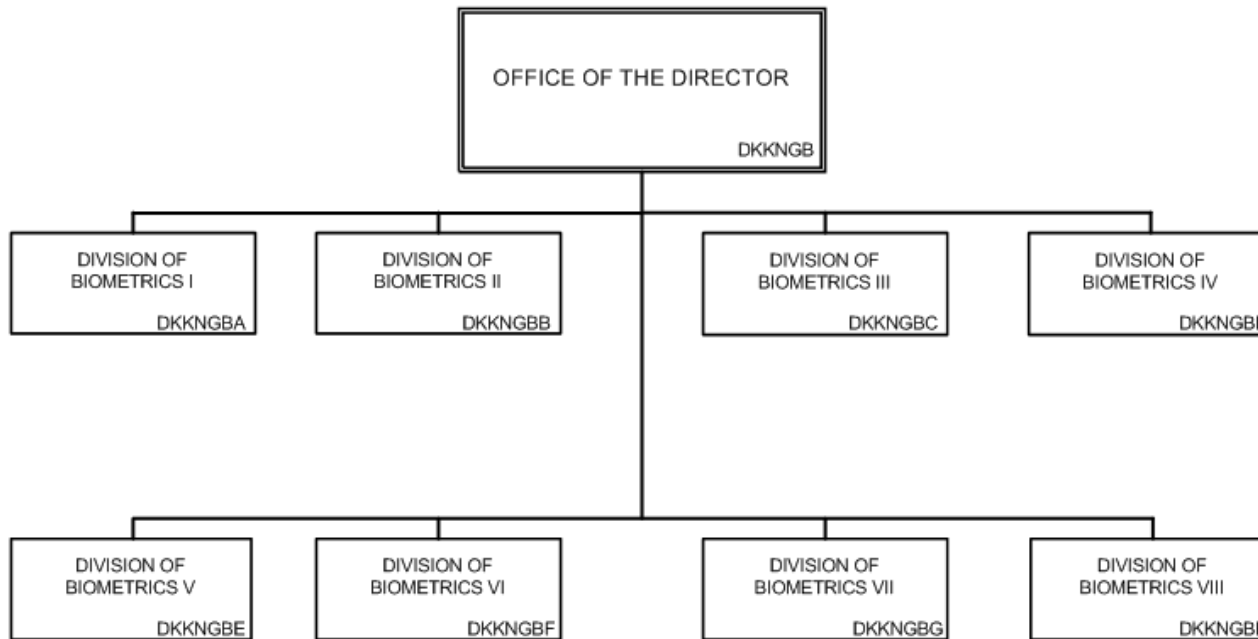 OFFICE OF THE DIRECTOR
DKKNGB
DIVISION OF
BIOMETRICS I
DKKNGBA
DIVISION OF
BIOMETRICS II
DKKNGBB
DIVISION OF
BIOMETRICS III
DKKNGBC
DIVISION OF
BIOMETRICS IV
DIVISION OF
BIOMETRICS V
DKKNGBE
DIVISION OF
BIOMETRICS VI
DKKNGBF
DIVISION OF
BIOMETRICS VII
DKKNGBG
DIVISION OF
BIOMETRICS VIII